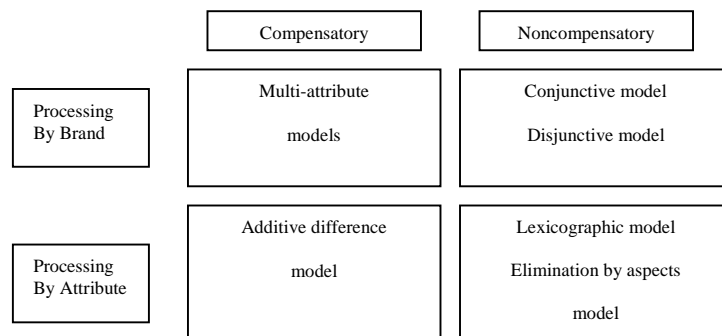 Compensatory
Noncompensatory
Processing
By Brand
Multi-attribute
models
Conjunctive model
Disjunctive model
Processing
By Attribute
Additive difference
model
Lexicographic model
Elimination by aspects
model